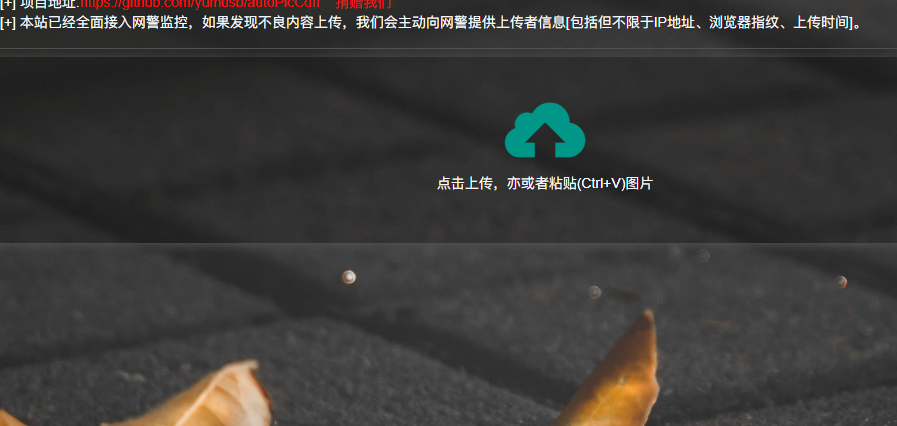 [+] 项目地址:https://github.com/yumusb/autoPicCdn 捐赠我们
[+] 本站已经全面接入网警监控，如果发现不良内容上传，我们会主动向网警提供上传者信息[包括但不限于IP地址、浏览器指纹、上传时间]。
点击上传，亦或者粘贴(Ctrl+V)图片